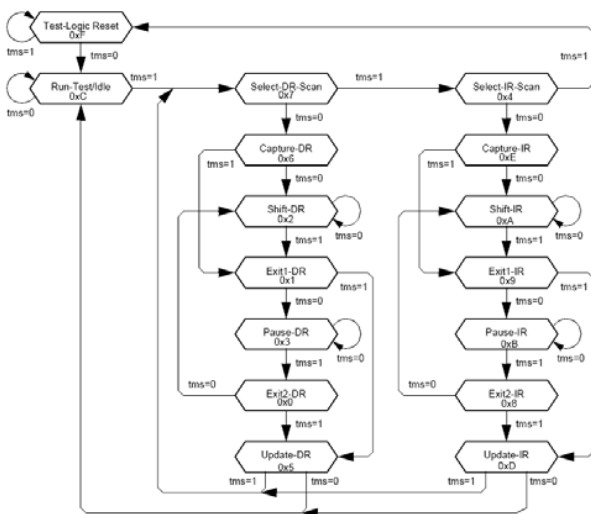 Test-Logic Reset
0xF
tms=1
tms=0
Run-Test/Idle
0xC
tms=0
tms=1
Select-DR-Scan
0x7
tms=1
Select-IR-Scan
0x4
tms=1
tms=0
tms=0
Capture-DR
0x6
Capture-IR
0xE
tms=1
tms=0
tms=1
tms=0
Shift-DR
0x2
tms=0
Shift-IR
0xA
tms=0
tms=1
tms=1
Exit1-DR
0x1
tms=1
Exit1-IR
0x9
tms=1
tms=0
tms=0
Pause-DR
0x3
tms=0
Pause-IR
0xB
tms=0
tms=1
tms=1
tms=0
Exit2-DR
0x0
tms=0
Exit2-IR
0x8
tms=1
tms=1
Update-DR
0x5
Update-IR
0xD
tms=1
tms=0
tms=1
tms=0